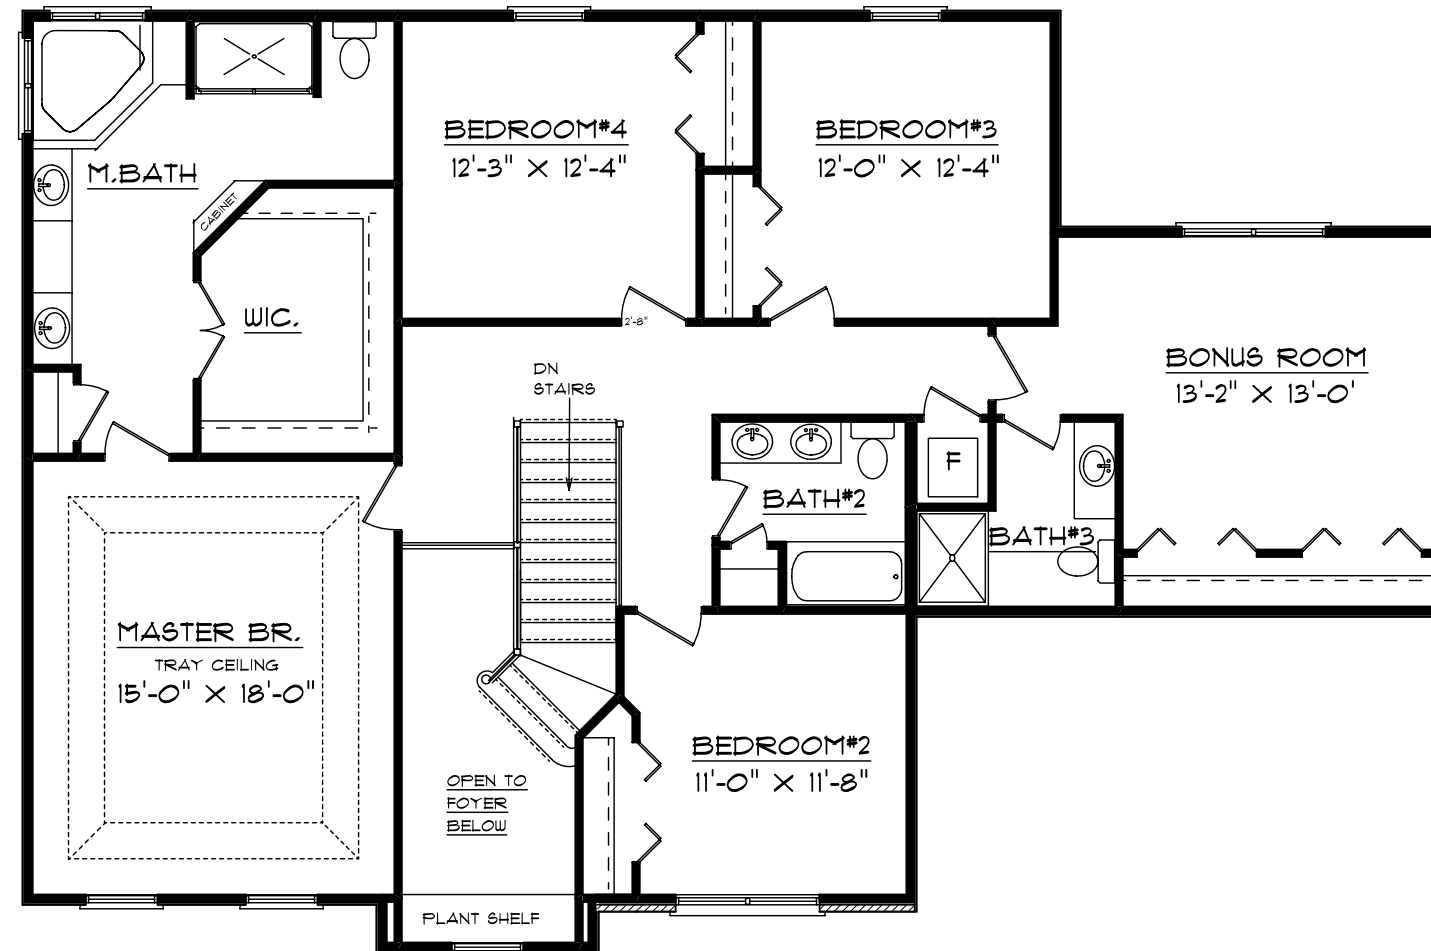 BEDROOM#4
12'-3" X 12'-4"
BEDROOM#3
12'-0" X 12'-4"
M.BATH
CABINET
WIC.
2'-8"
DN
STAIRS
BONUS ROOM
13'-2" X 13'-0'
F
BATH#2
BATH#3
MASTER BR.
TRAY CEILING
15'-0" X 18'-0"
BEDROOM#2
11'-0" X 11'-8"
OPEN TO
FOYER
BELOW
PLANT SHELF